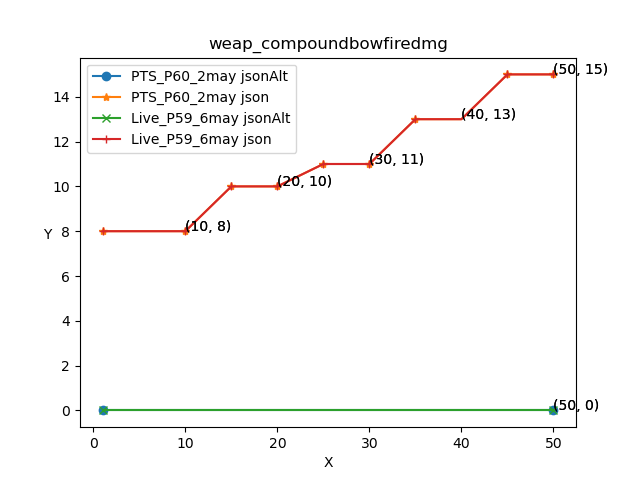 weap_compoundbowfiredmg
PTS_P60_2may jsonAlt
PTS_P60_2may json
Live_P59_6may jsonAlt
Live_P59_6may json
(50, 15)
(40, 13)
(30, 11)
(20, 10)
(10, 8)
(50, 0)
14
12
10
8
6
4
2
0
Y
0 10 20 30 40 50
X